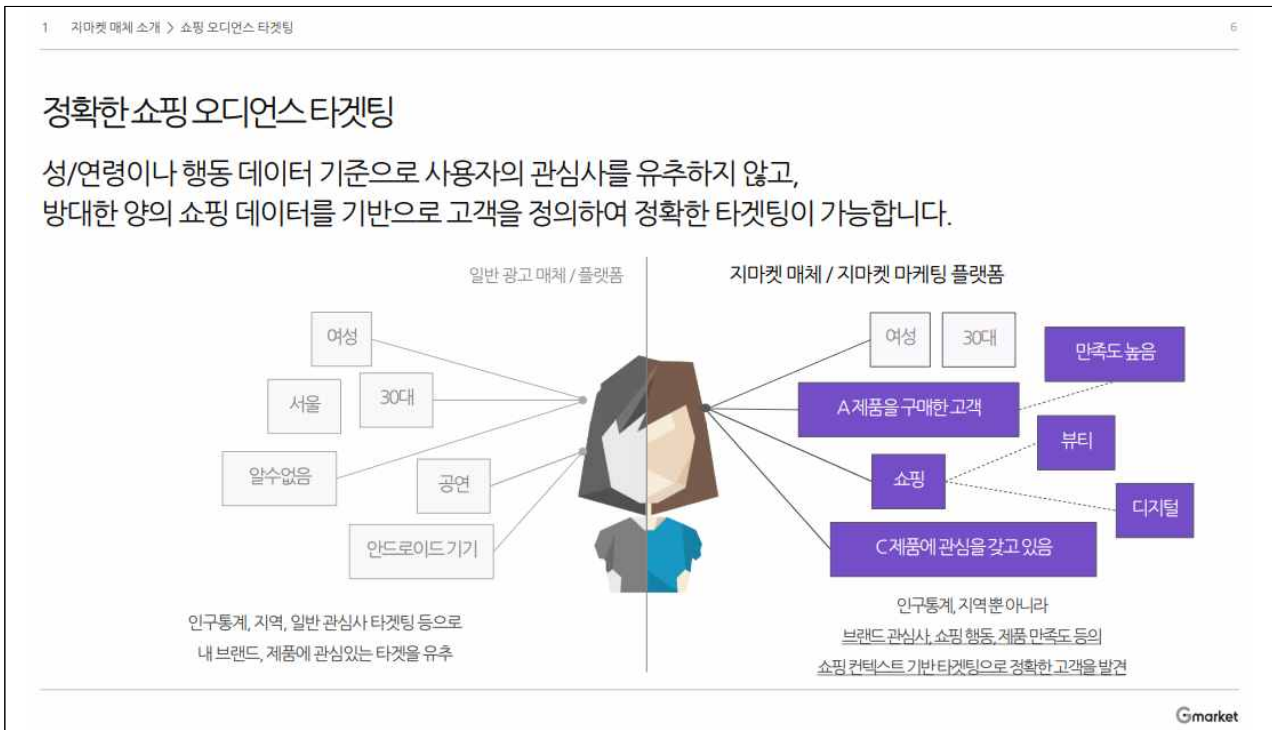 1 지마켓 매체 소개 > 쇼핑 오디언스 타겟팅
6
정확한 쇼핑 오디언스 타겟팅
성/연령이나 행동 데이터 기준으로 사용자의 관심사를 유추하지 않고,
방대한 양의 쇼핑 데이터를 기반으로 고객을 정의하여 정확한 타겟팅이 가능합니다.
일반 광고 매체 / 플랫폼
여성
서울
30대
알수없음
공연
안드로이드 기기
인구통계, 지역, 일반 관심사 타겟팅 등으로
내 브랜드, 제품에 관심있는 타겟을 유추
지마켓 매체 / 지마켓 마케팅 플랫폼
여성
30대
만족도 높음
A 제품을 구매한 고객
뷰티
쇼핑
디지털
C 제품에 관심을 갖고 있음
인구통계, 지역 뿐 아니라
브랜드 관심사, 쇼핑 행동, 제품 만족도 등의
쇼핑 컨텍스트 기반 타겟팅으로 정확한 고객을 발견
Gmarket